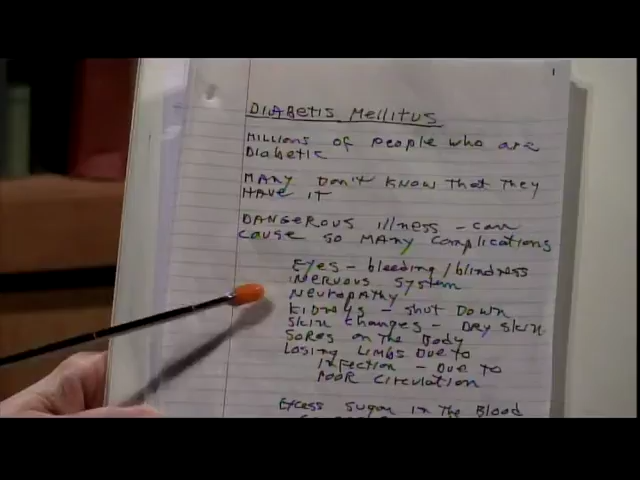 1
DIABETIS MELLITUS
MILLIONS OF PEOPLE WHO ARE
DIABETIC
MANY DON'T KNOW THAT THEY
HAVE IT
DANGEROUS illness - can
cause so MANY complications
EYES - bleeding/blindness
NERVOUS SYSTEM
NEUROPATHY
KIDNEYS - SHUT DOWN
SKIN CHANGES - DRY SKIN
SORES ON THE BODY
LOSING LIMBS DUE TO
INFECTION - DUE TO
POOR CIRCULATION
EXCESS SUGAR IN THE BLOOD